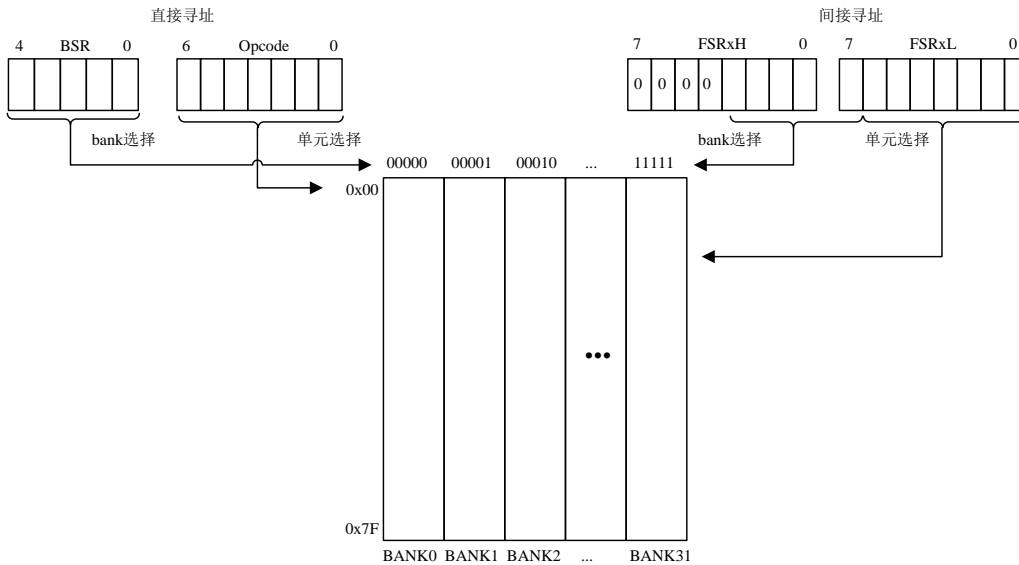 直接寻址
间接寻址
4 BSR 0
6 Opcode 0
7 FSRxH 0
7 FSRxL 0
0 0 0 0
bank选择
单元选择
bank选择
单元选择
00000 00001 00010 ... 11111
0x00
•••
0x7F
BANK0 BANK1 BANK2 ... BANK31